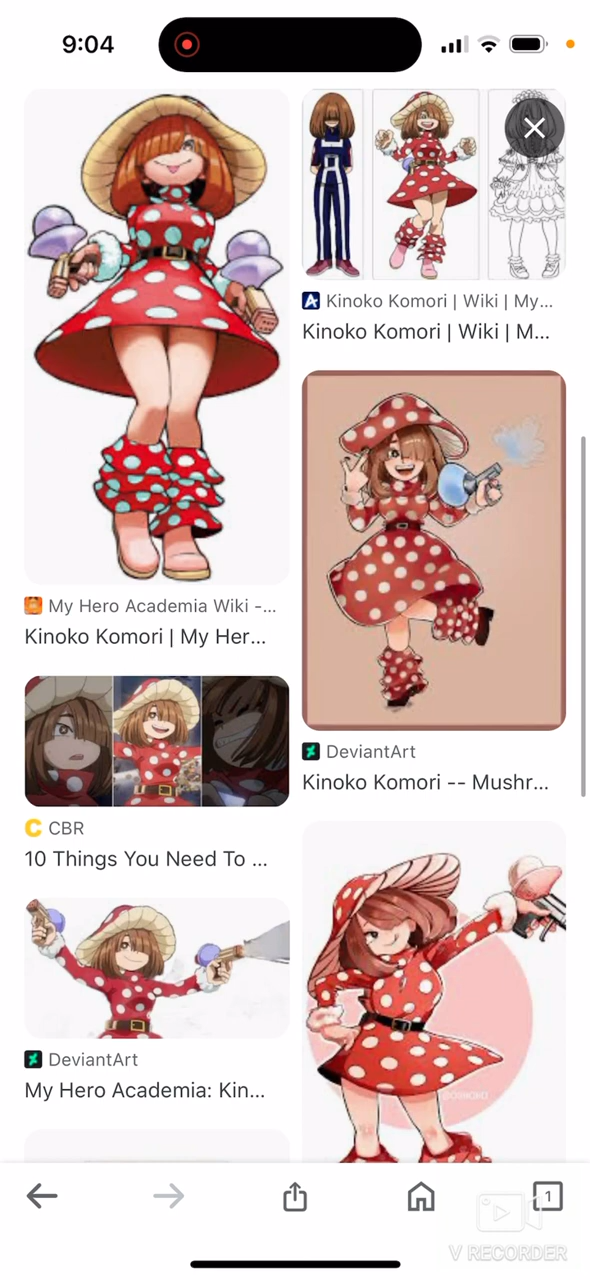 9:04
Kinoko Komori | Wiki | My...
Kinoko Komori | Wiki | M...
My Hero Academia Wiki -...
Kinoko Komori | My Her...
DeviantArt
Kinoko Komori -- Mushr...
C CBR
10 Things You Need To ...
DeviantArt
My Hero Academia: Kin...
1
V RECORDER